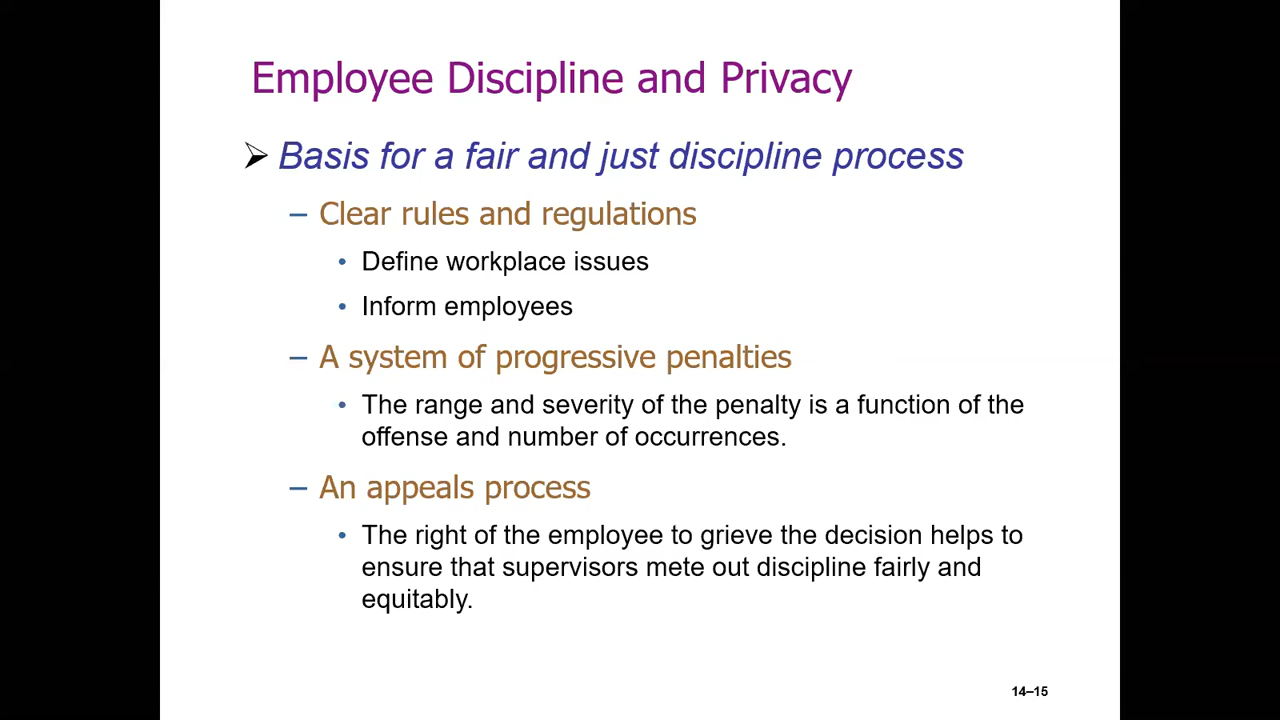 Employee Discipline and Privacy
➢ Basis for a fair and just discipline process
– Clear rules and regulations
• Define workplace issues
• Inform employees
– A system of progressive penalties
• The range and severity of the penalty is a function of the
offense and number of occurrences.
– An appeals process
• The right of the employee to grieve the decision helps to
ensure that supervisors mete out discipline fairly and
equitably.
14–15